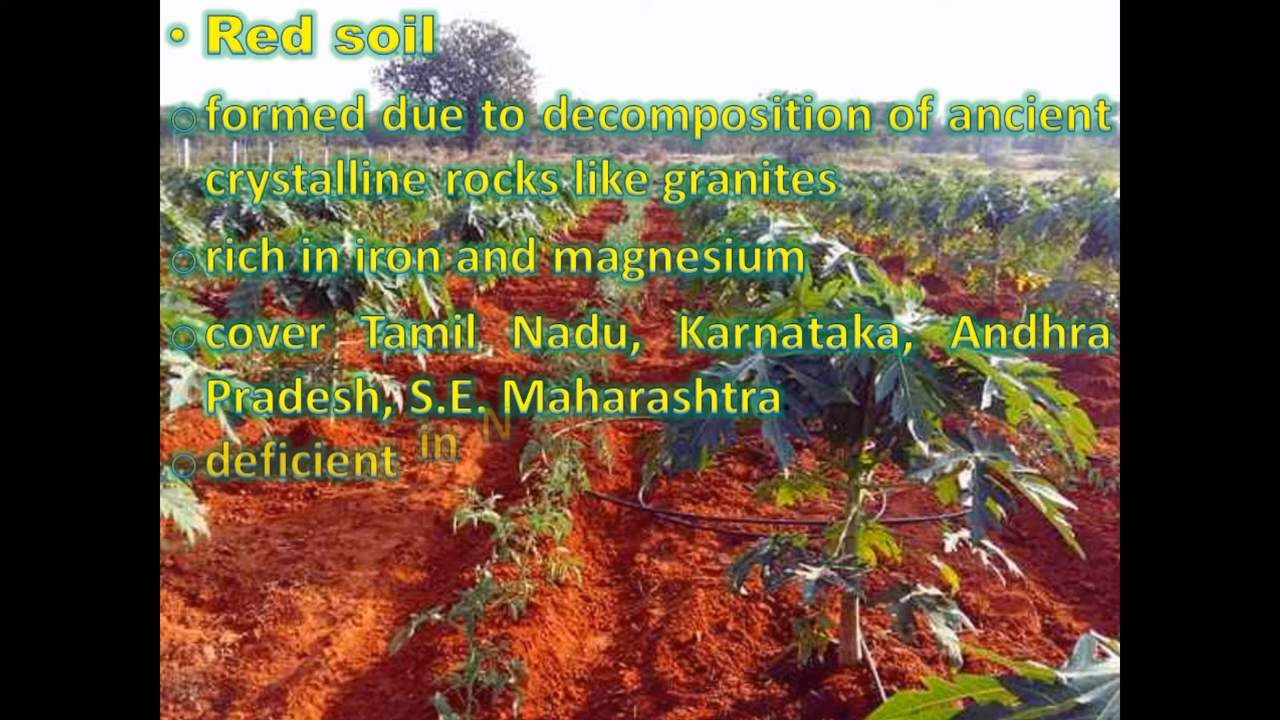 • Red soil
o formed due to decomposition of ancient
crystalline rocks like granites
o rich in iron and magnesium
o cover Tamil Nadu, Karnataka, Andhra
Pradesh, S.E. Maharashtra
o deficient in N